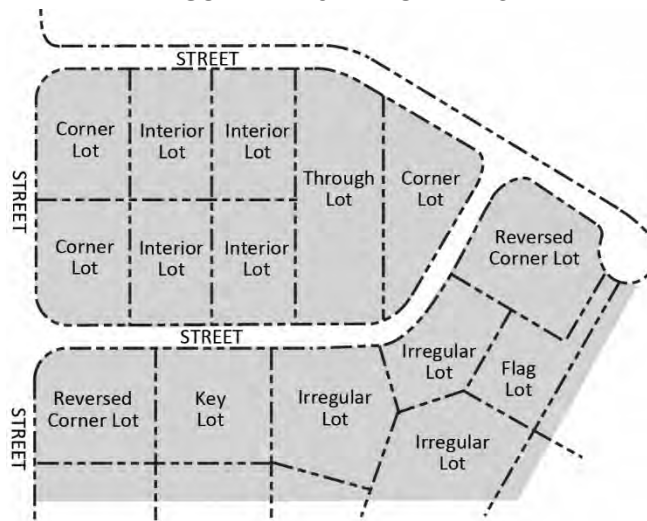 STREET
Corner
Lot
Interior
Lot
Interior
Lot
Through
Lot
Corner
Lot
STREET
Corner
Lot
Interior
Lot
Interior
Lot
Reversed
Corner Lot
STREET
Irregular
Lot
Flag
Lot
Reversed
Corner Lot
Key
Lot
Irregular
Lot
Irregular
Lot
STREET